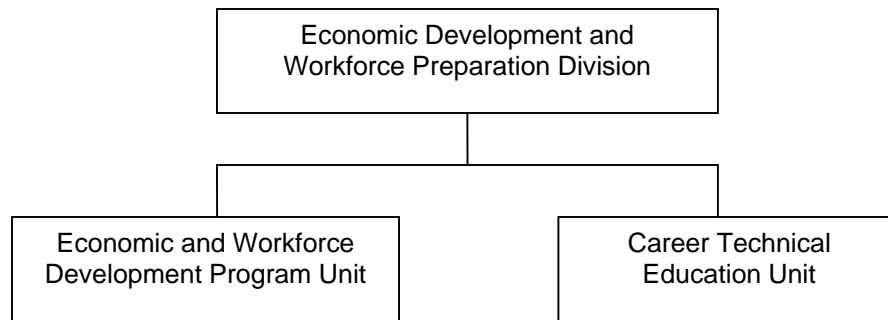 Economic Development and
Workforce Preparation Division
Economic and Workforce
Development Program Unit
Career Technical
Education Unit